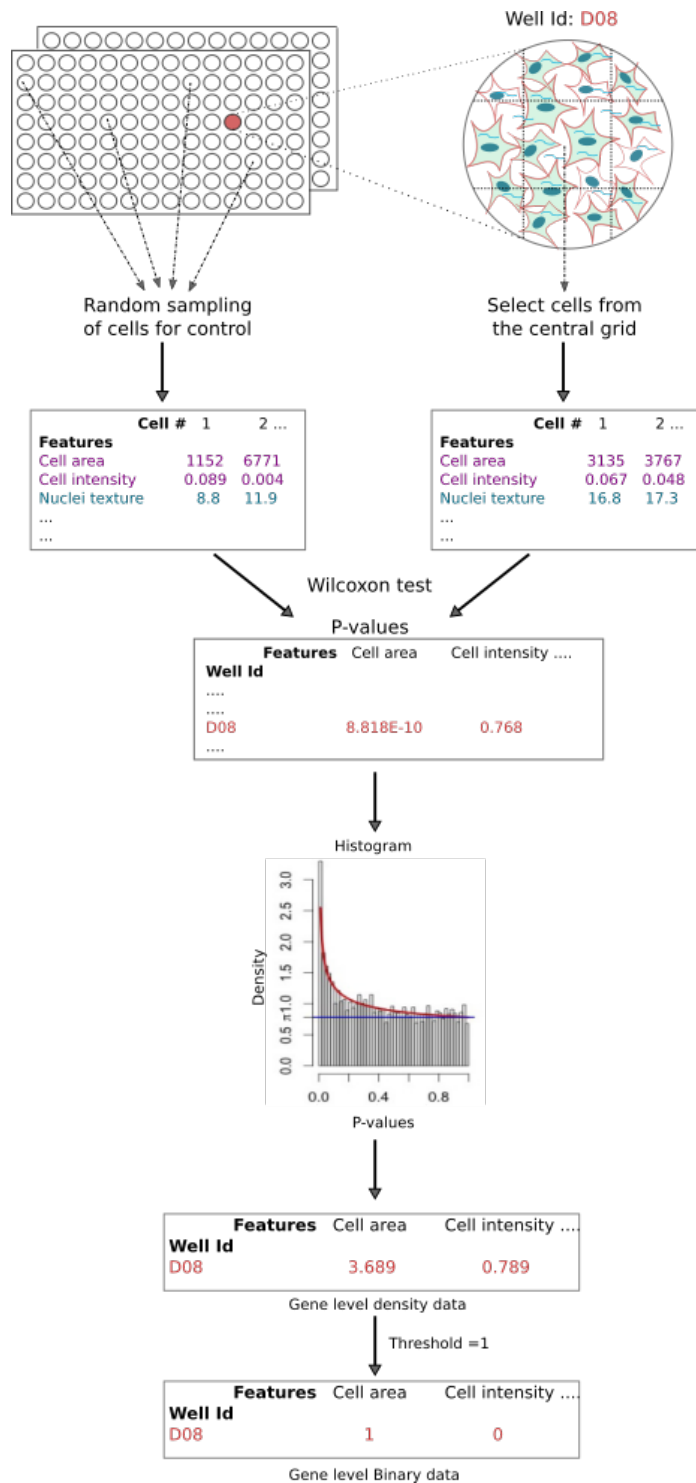 Well Id: D08
Random sampling
of cells for control
Select cells from
the central grid
Cell # 1 2 ...
Features
Cell area 1152 6771
Cell intensity 0.089 0.004
Nuclei texture 8.8 11.9
...
...
Cell # 1 2 ...
Features
Cell area 3135 3767
Cell intensity 0.067 0.048
Nuclei texture 16.8 17.3
...
...
Wilcoxon test
P-values
Features Cell area Cell intensity ....
Well Id
....
....
D08 8.818E-10 0.768
....
Histogram
Density
3.0
2.5
2.0
1.5
π1.0
0.5
0.0
0.0 0.4 0.8
P-values
Features Cell area Cell intensity ....
Well Id
D08 3.689 0.789
Gene level density data
Threshold =1
Features Cell area Cell intensity ....
Well Id
D08 1 0
Gene level Binary data